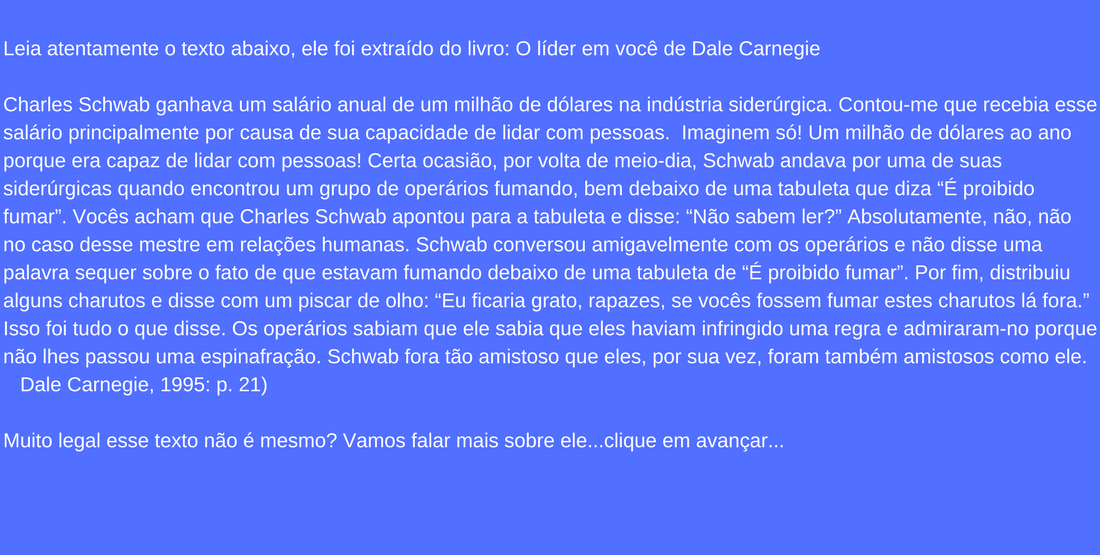 Leia atentamente o texto abaixo, ele foi extraído do livro: O líder em você de Dale Carnegie
Charles Schwab ganhava um salário anual de um milhão de dólares na indústria siderúrgica. Contou-me que recebia esse
salário principalmente por causa de sua capacidade de lidar com pessoas.  Imaginem só! Um milhão de dólares ao ano
porque era capaz de lidar com pessoas! Certa ocasião, por volta de meio-dia, Schwab andava por uma de suas
siderúrgicas quando encontrou um grupo de operários fumando, bem debaixo de uma tabuleta que diza “É proibido
fumar”. Vocês acham que Charles Schwab apontou para a tabuleta e disse: “Não sabem ler?” Absolutamente, não, não
no caso desse mestre em relações humanas. Schwab conversou amigavelmente com os operários e não disse uma
palavra sequer sobre o fato de que estavam fumando debaixo de uma tabuleta de “É proibido fumar”. Por fim, distribuiu
alguns charutos e disse com um piscar de olho: “Eu ficaria grato, rapazes, se vocês fossem fumar estes charutos lá fora.”
Isso foi tudo o que disse. Os operários sabiam que ele sabia que eles haviam infringido uma regra e admiraram-no porque
não lhes passou uma espinafração. Schwab fora tão amistoso que eles, por sua vez, foram também amistosos como ele.
Dale Carnegie, 1995: p. 21)
Muito legal esse texto não é mesmo? Vamos falar mais sobre ele...clique em avançar...